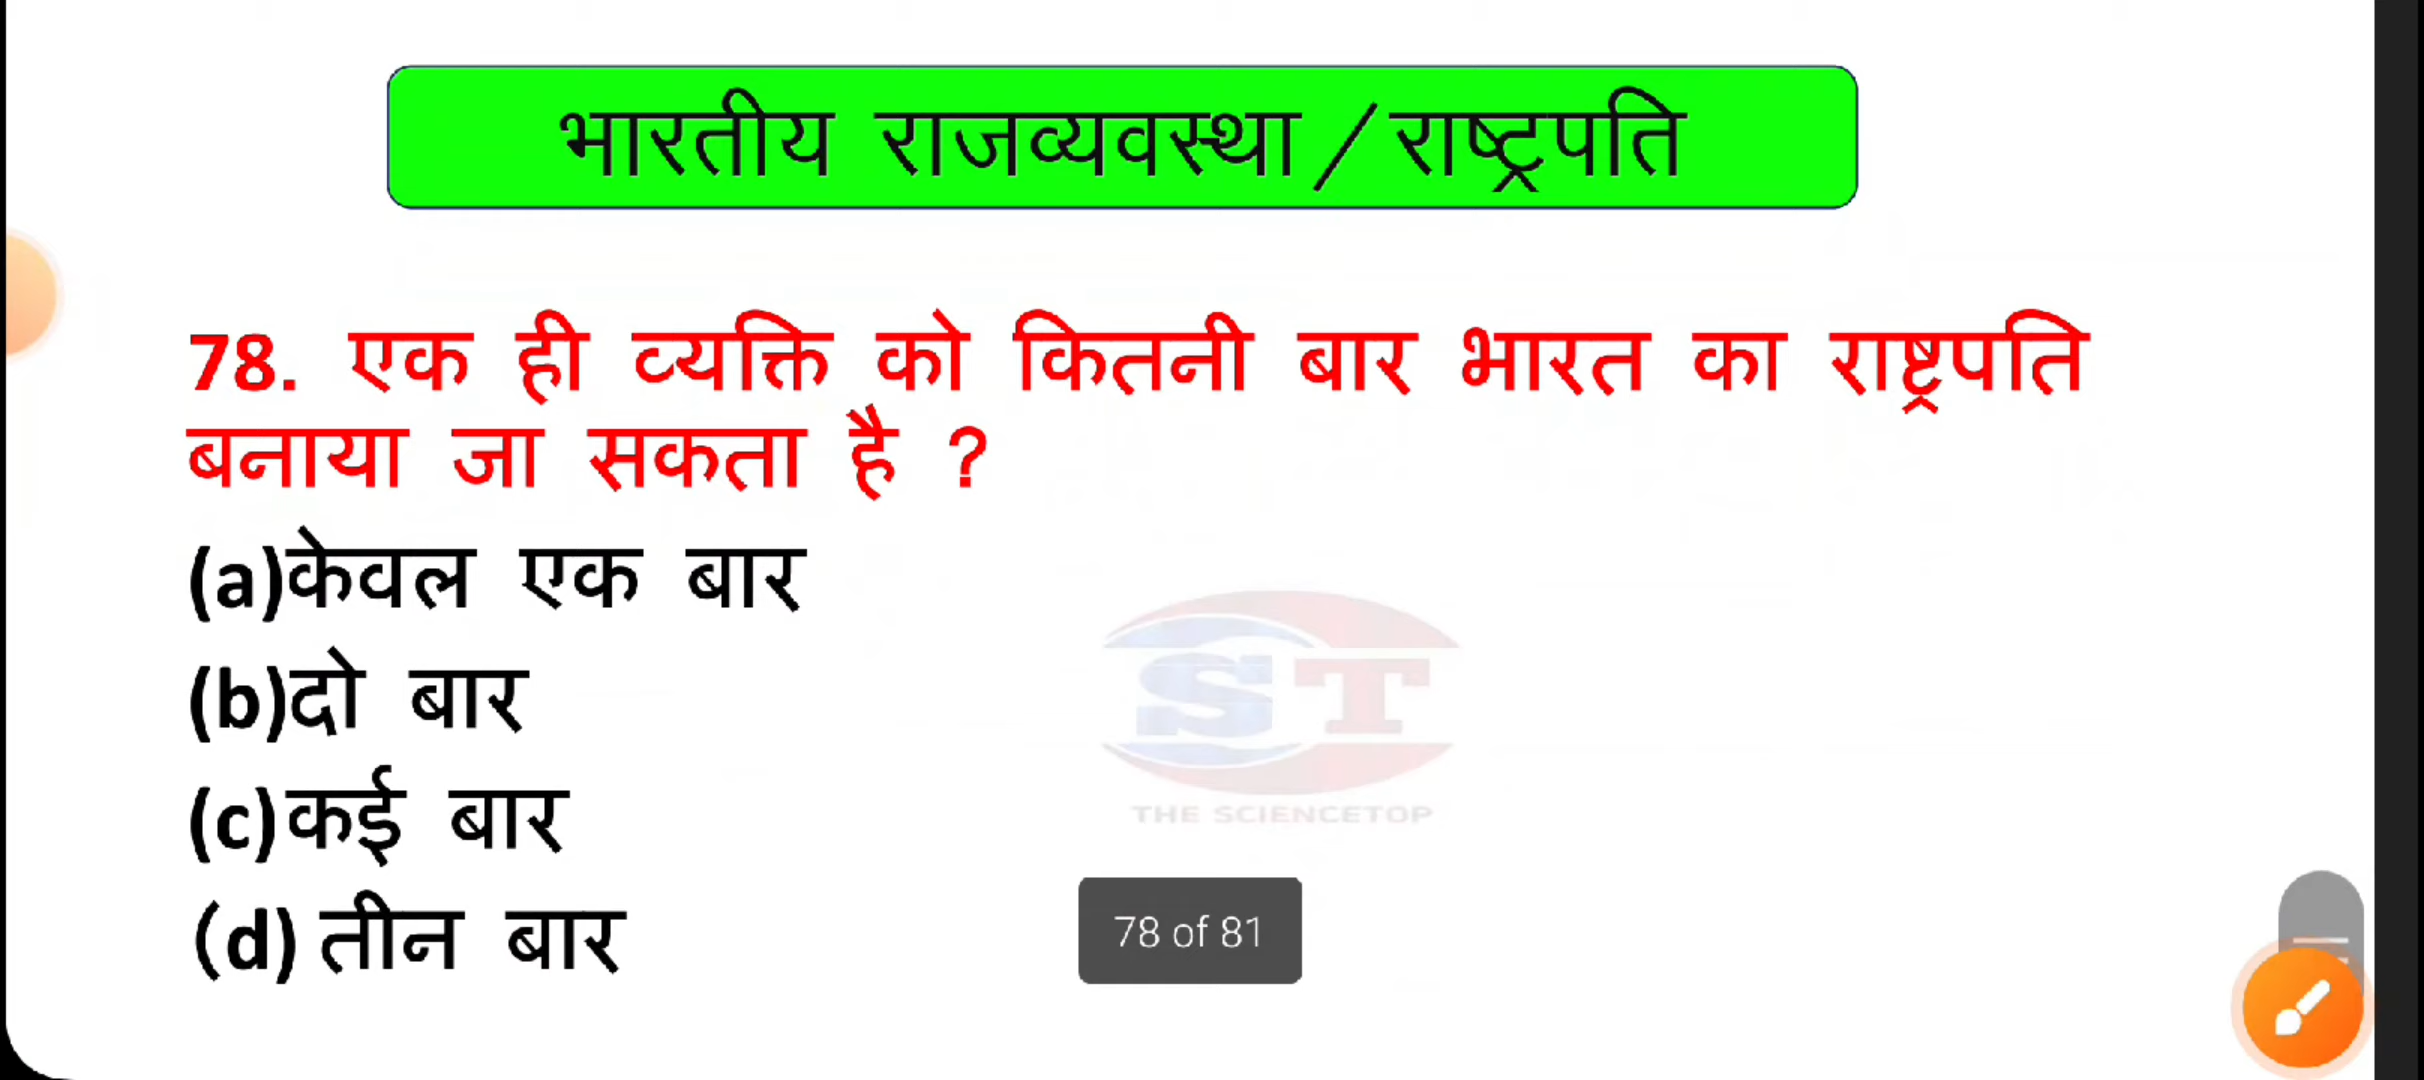 भारतीय राजव्यवस्था/राष्ट्रपति
78. एक ही व्यक्ति को कितनी बार भारत का राष्ट्रपति
बनाया जा सकता है ?
(a)केवल एक बार
(b)दो बार
(c)कई बार
(d) तीन बार
ST
THE SCIENCETOP
78 of 81